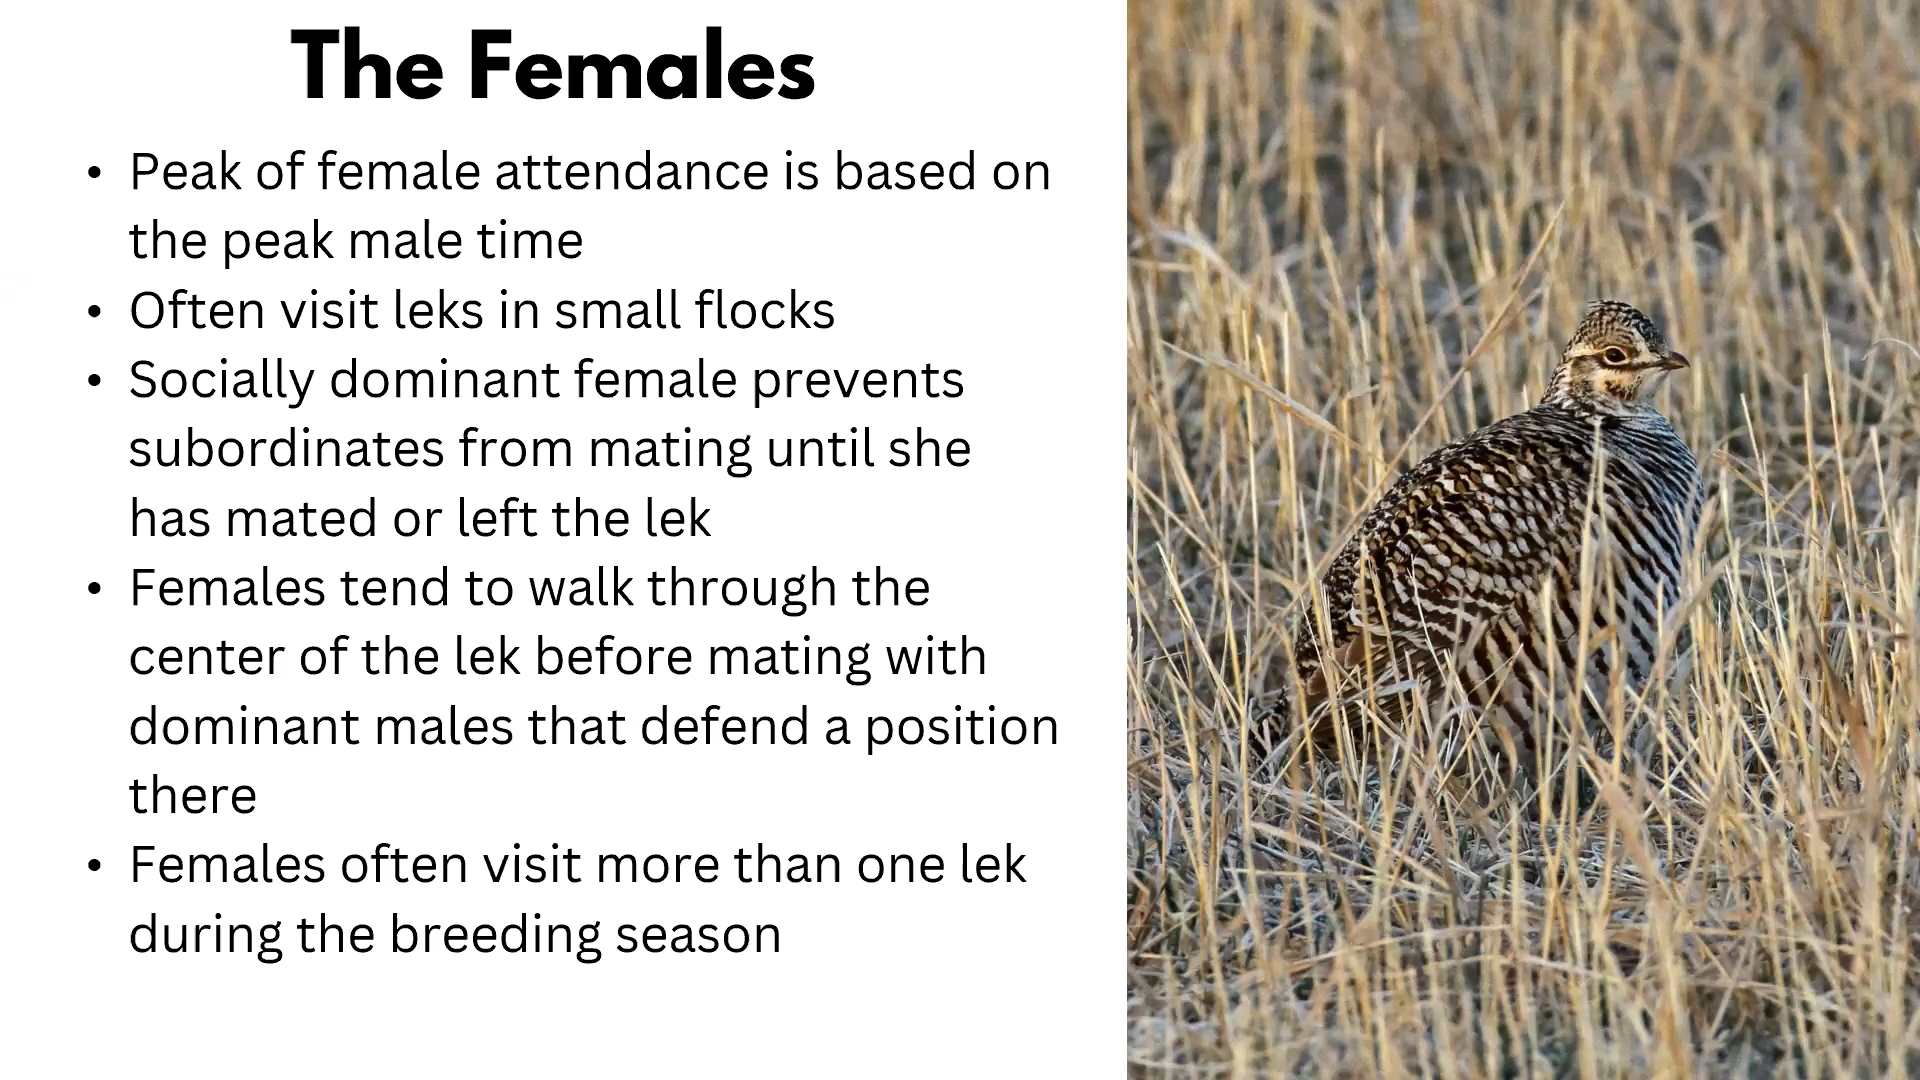 The Females
• Peak of female attendance is based on
the peak male time
• Often visit leks in small flocks
• Socially dominant female prevents
subordinates from mating until she
has mated or left the lek
• Females tend to walk through the
center of the lek before mating with
dominant males that defend a position
there
• Females often visit more than one lek
during the breeding season